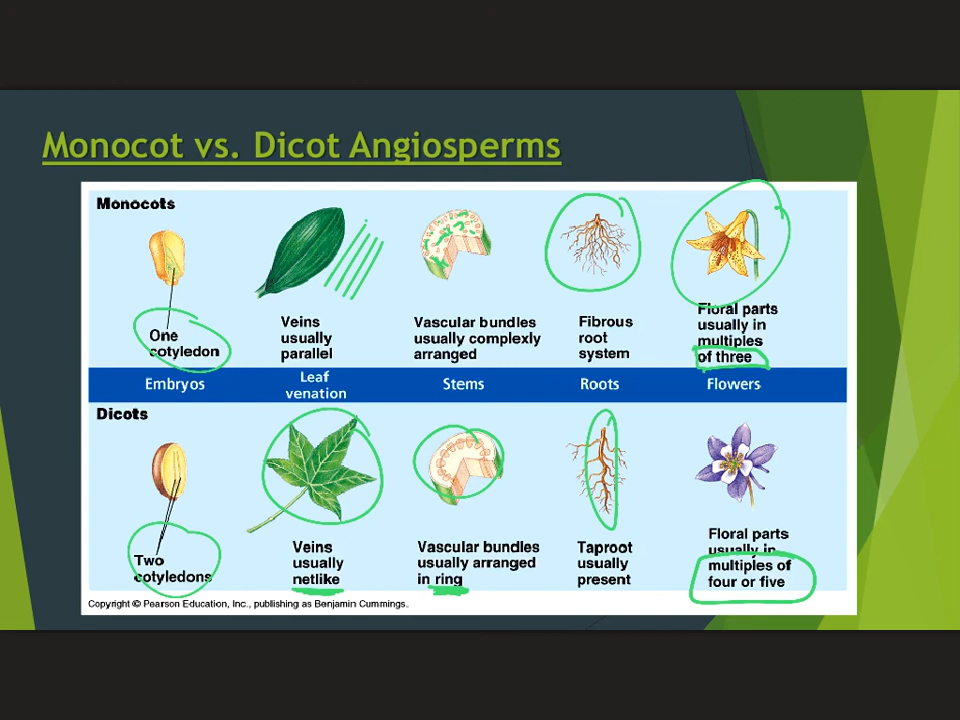 Monocot vs. Dicot Angiosperms
Monocots
One
cotyledon
Veins
usually
parallel
Vascular bundles
usually complexly
arranged
Fibrous
root
system
Floral parts
usually in
multiples
of three
Embryos
Leaf
venation
Stems
Roots
Flowers
Dicots
Two
cotyledons
Veins
usually
netlike
Vascular bundles
usually arranged
in ring
Taproot
usually
present
Floral parts
usually in
multiples of
four or five
Copyright © Pearson Education, Inc., publishing as Benjamin Cummings.